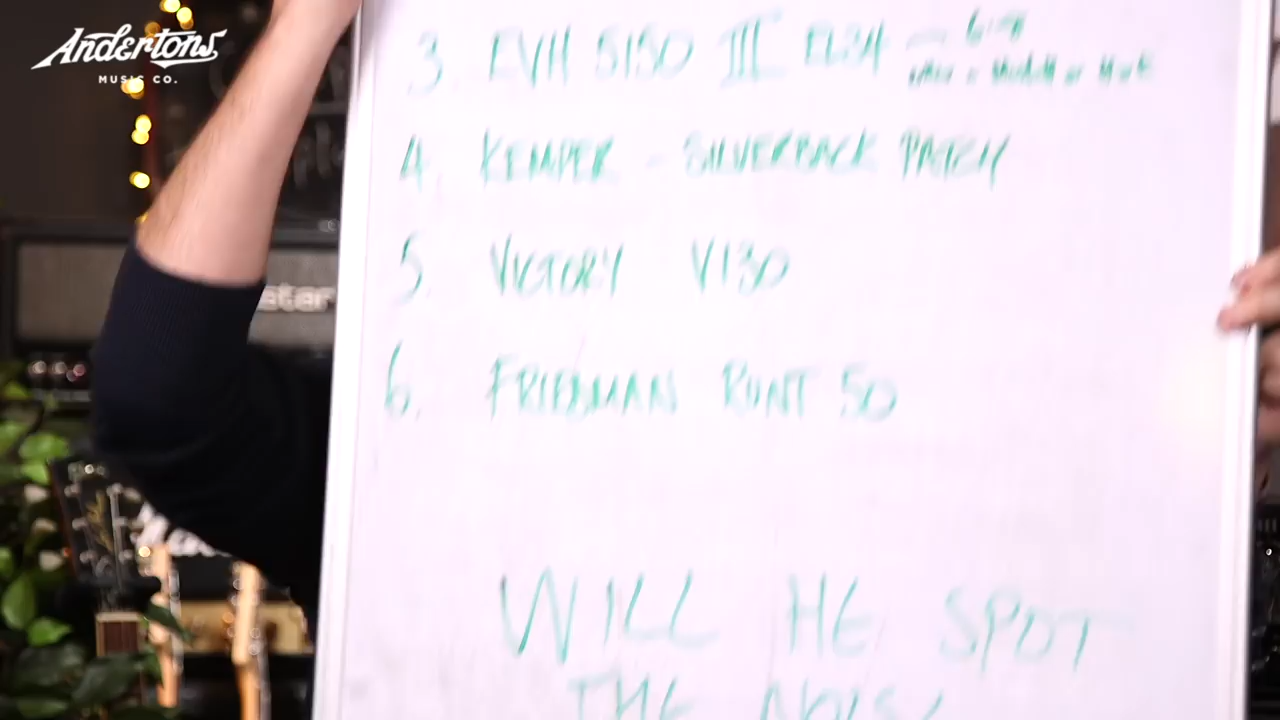 Andertons
MUSIC CO.
3. EVH 5150 III EL34
4. KEMPER - SILVERBACK PATCH
5. VICTORY V130
6. FRIEDMAN RUNT 50
WILL HE SPOT
THE